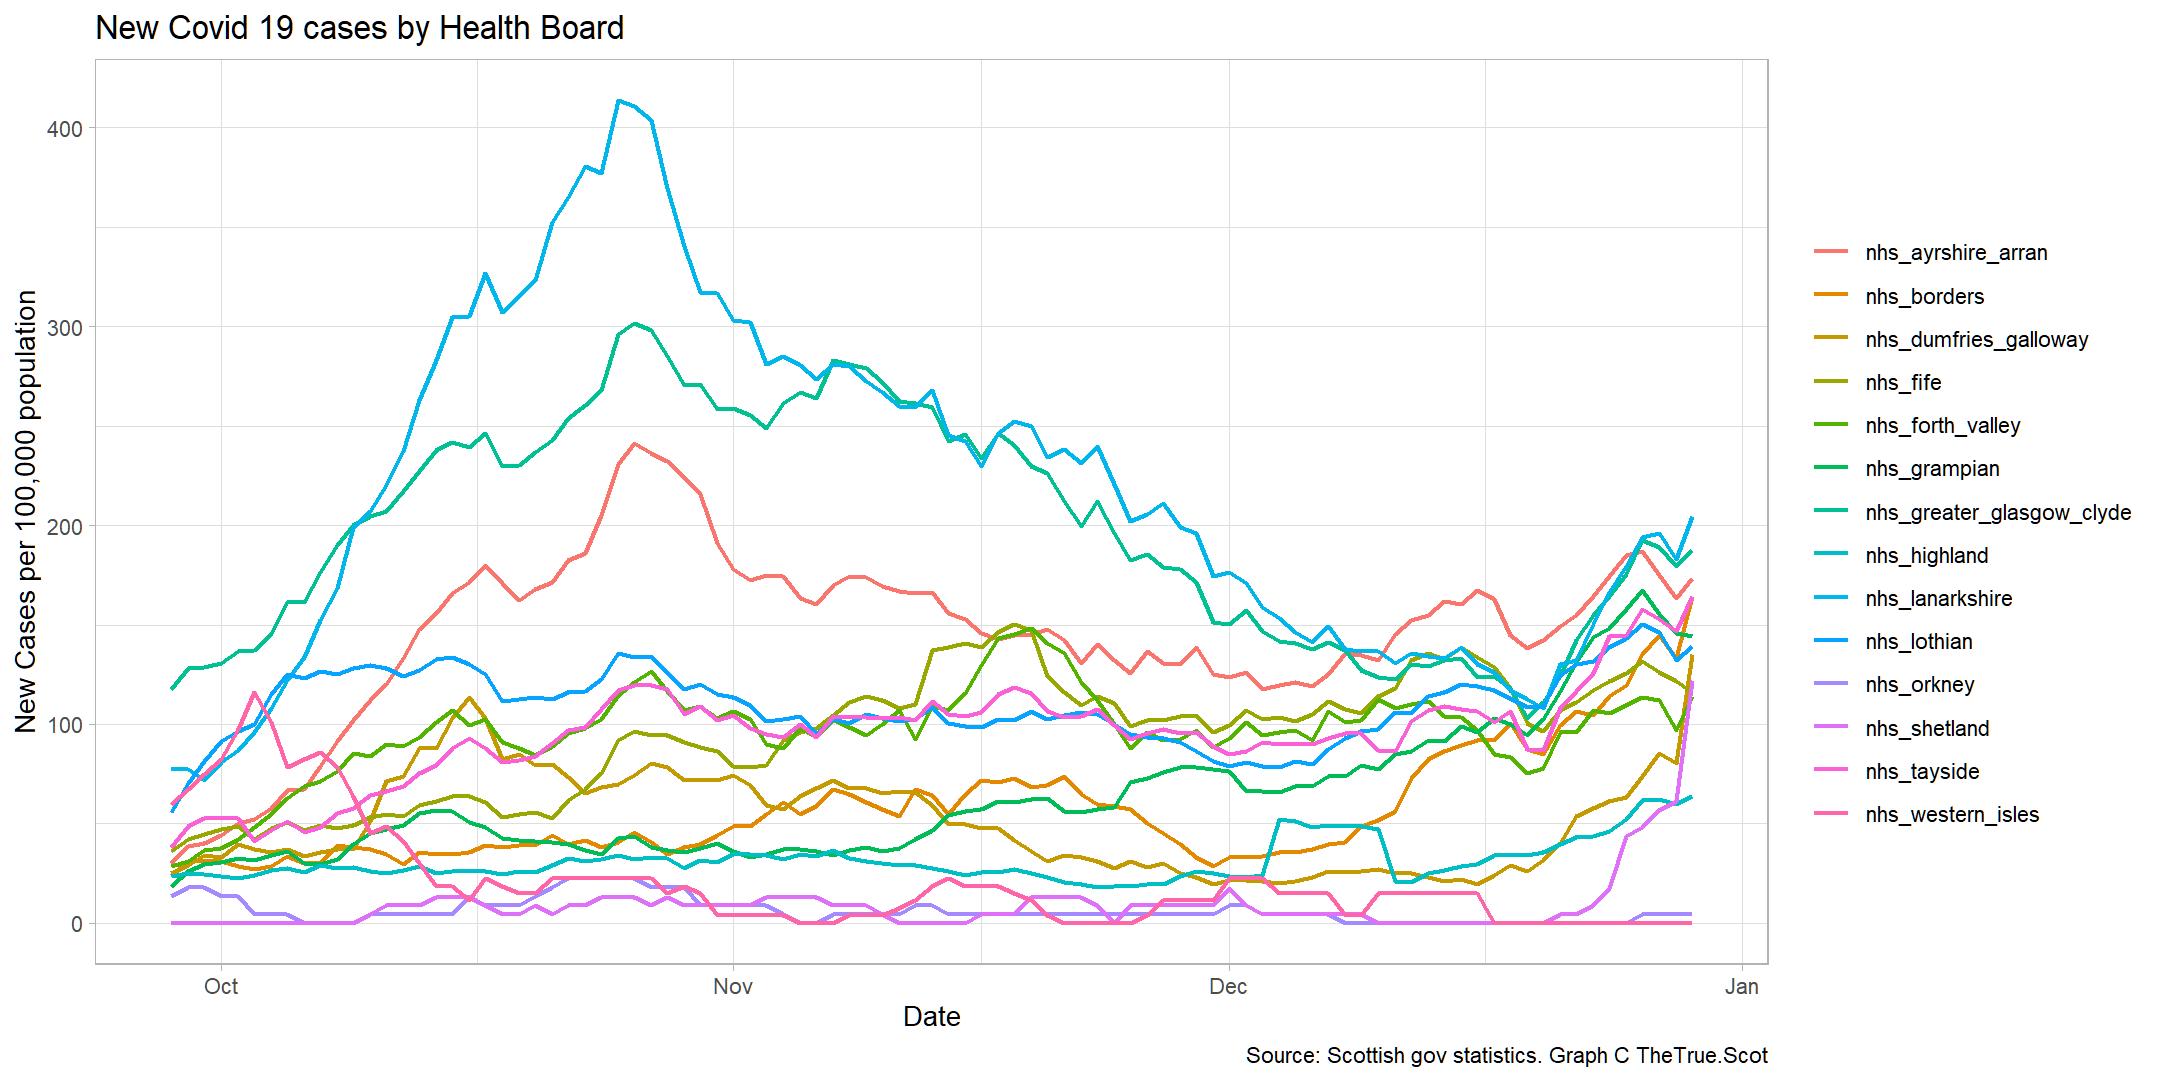 New Covid 19 cases by Health Board
New Cases per 100,000 population
400
300
200
100
0
Oct
Nov
Dec
Jan
Date
nhs_ayrshire_arran
nhs_borders
nhs_dumfries_galloway
nhs_fife
nhs_forth_valley
nhs_grampian
nhs_greater_glasgow_clyde
nhs_highland
nhs_lanarkshire
nhs_lothian
nhs_orkney
nhs_shetland
nhs_tayside
nhs_western_isles
Source: Scottish gov statistics. Graph C TheTrue.Scot